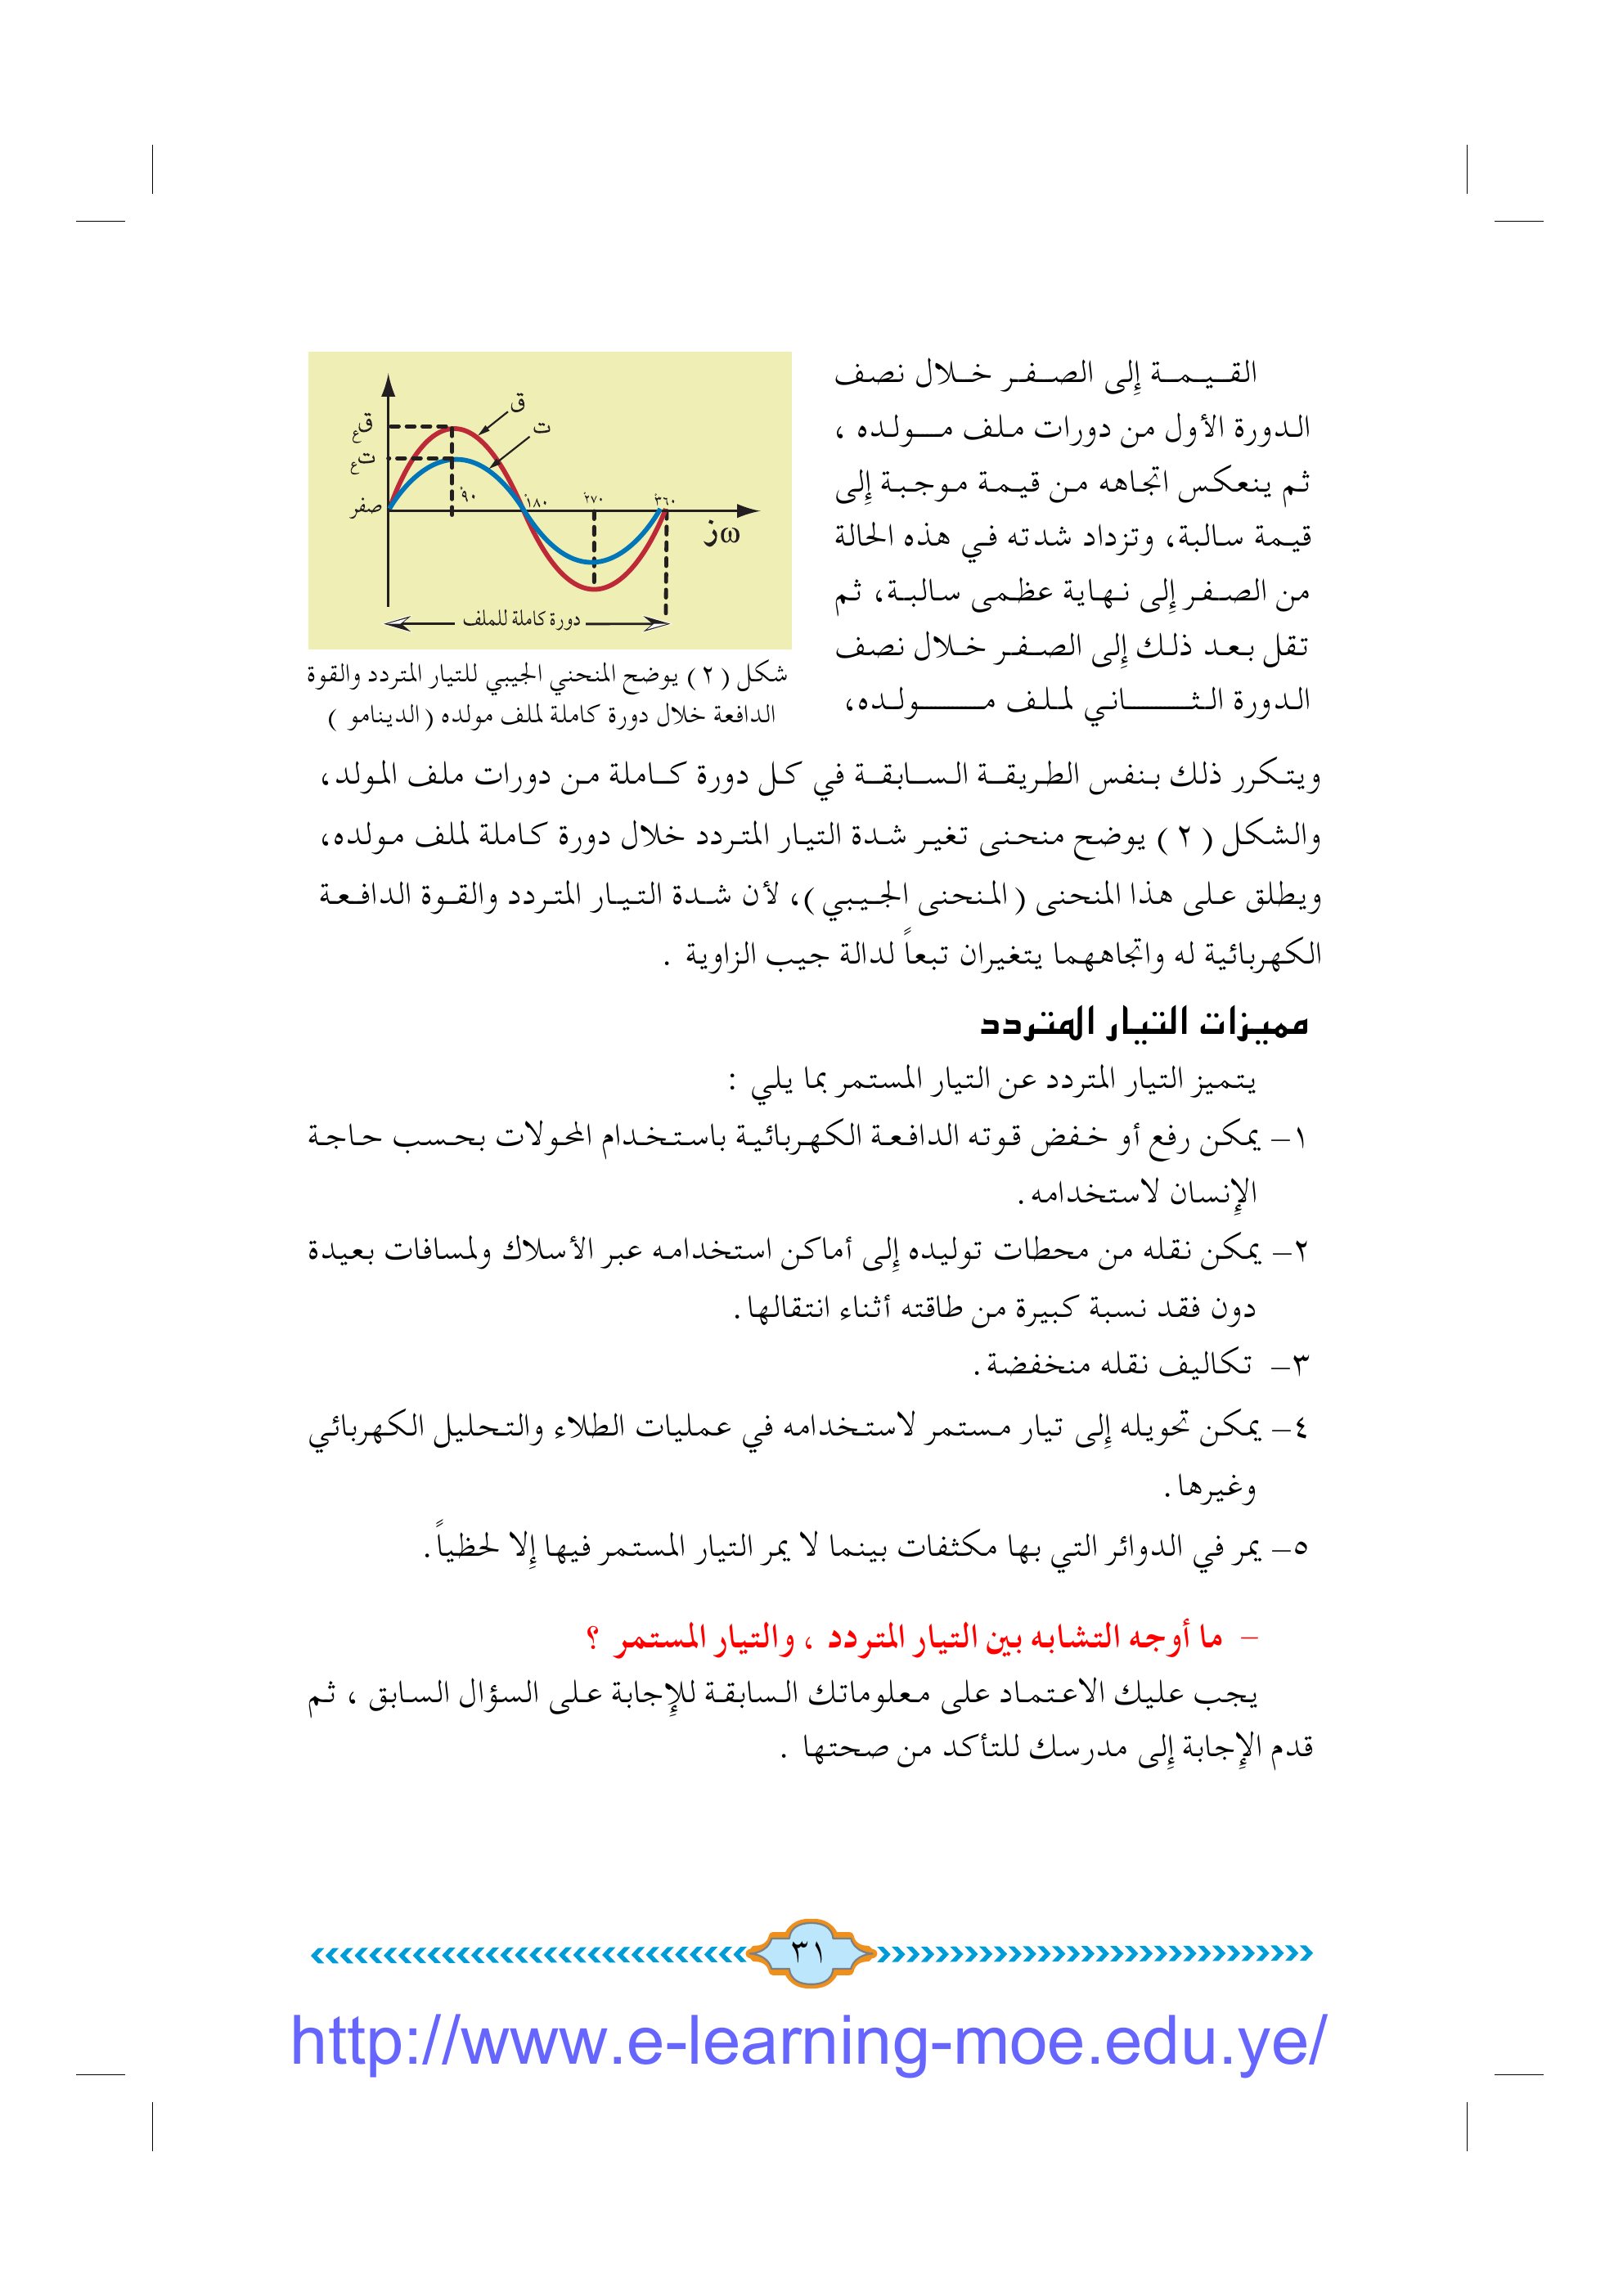 القيمة إلى الصفر خلال نصف
الدورة الأول من دورات ملف مولده ،
ثم ينعكس اتجاهه من قيمة موجبة إلى
قيمة سالبة، وتزداد شدته في هذه الحالة
من الصفر إلى نهاية عظمى سالبة، ثم
تقل بعد ذلك إلى الصفر خلال نصف
الدورة الثاني لملف مولده،
ق
ت
قع
تع
صفر
٩٠°
١٨٠°
٢٧٠°
٣٦٠°
ωز
دورة كاملة للملف
شكل (٢) يوضح المنحني الجيبي للتيار المتردد والقوة
الدافعة خلال دورة كاملة لملف مولده (الدينامو )
ويتكرر ذلك بنفس الطريقة السابقة في كل دورة كاملة من دورات ملف المولد،
والشكل (٢) يوضح منحنى تغير شدة التيار المتردد خلال دورة كاملة لملف مولده،
ويطلق على هذا المنحنى (المنحنى الجيبي)، لأن شدة التيار المتردد والقوة الدافعة
الكهربائية له واتجاههما يتغيران تبعاً لدالة جيب الزاوية .
مميزات التيار المتردد
يتميز التيار المتردد عن التيار المستمر بما يلي :
١– يمكن رفع أو خفض قوته الدافعة الكهربائية باستخدام المحولات بحسب حاجة
الإنسان لاستخدامه.
٢– يمكن نقله من محطات توليده إلى أماكن استخدامه عبر الأسلاك ولمسافات بعيدة
دون فقد نسبة كبيرة من طاقته أثناء انتقالها.
٣– تكاليف نقله منخفضة.
٤– يمكن تحويله إلى تيار مستمر لاستخدامه في عمليات الطلاء والتحليل الكهربائي
وغيرها.
٥– يمر في الدوائر التي بها مكثفات بينما لا يمر التيار المستمر فيها إلا لحظياً.
– ما أوجه التشابه بين التيار المتردد ، والتيار المستمر ؟
يجب عليك الاعتماد على معلوماتك السابقة للإجابة على السؤال السابق ، ثم
قدم الإجابة إلى مدرسك للتأكد من صحتها .
٣١
http://www.e-learning-moe.edu.ye/